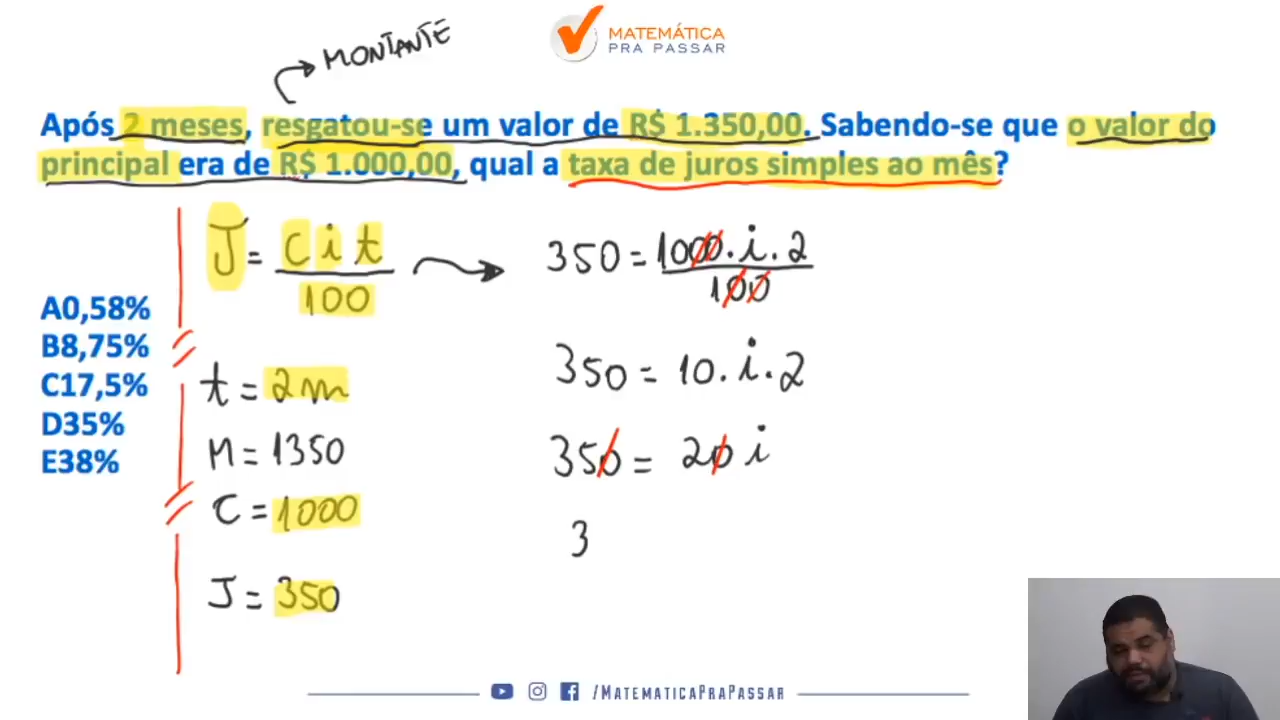 MATEMÁTICA
PRA PASSAR
MONTANTE
Após 2 meses, resgatou-se um valor de R$ 1.350,00. Sabendo-se que o valor do
principal era de R$ 1.000,00, qual a taxa de juros simples ao mês?
A0,58%
B8,75%
C17,5%
D35%
E38%
J = c i t
100
t = 2m
M = 1350
C = 1000
J = 350
350 = 1000 . i . 2
100
350 = 10 . i . 2
350 = 20 i
3
/MATEMATICAPRAPASSAR